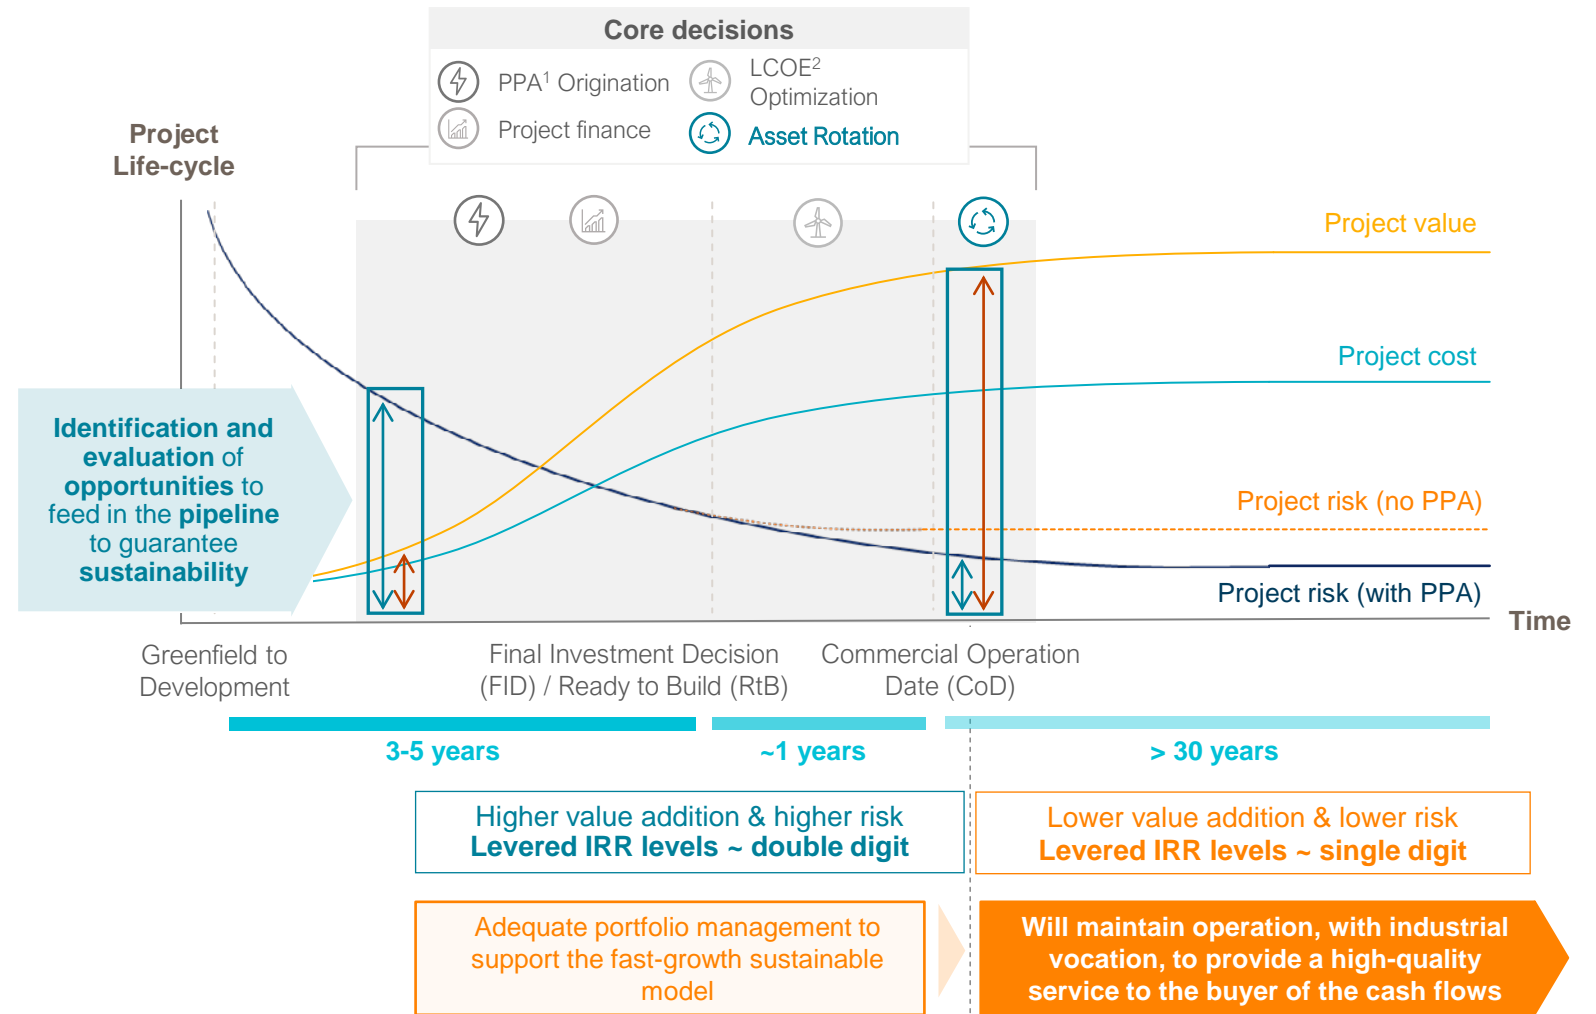 Core decisions
PPA1 Origination
LCOE2
Optimization
Project finance
Asset Rotation
Project
Life-cycle
Project value
Project cost
Project risk (no PPA)
Project risk (with PPA)
Time
Identification and
evaluation of
opportunities to
feed in the pipeline
to guarantee
sustainability
Greenfield to
Development
Final Investment Decision
(FID) / Ready to Build (RtB)
Commercial Operation
Date (CoD)
3-5 years
~1 years
> 30 years
Higher value addition & higher risk
Levered IRR levels ~ double digit
Lower value addition & lower risk
Levered IRR levels ~ single digit
Adequate portfolio management to
support the fast-growth sustainable
model
Will maintain operation, with industrial
vocation, to provide a high-quality
service to the buyer of the cash flows